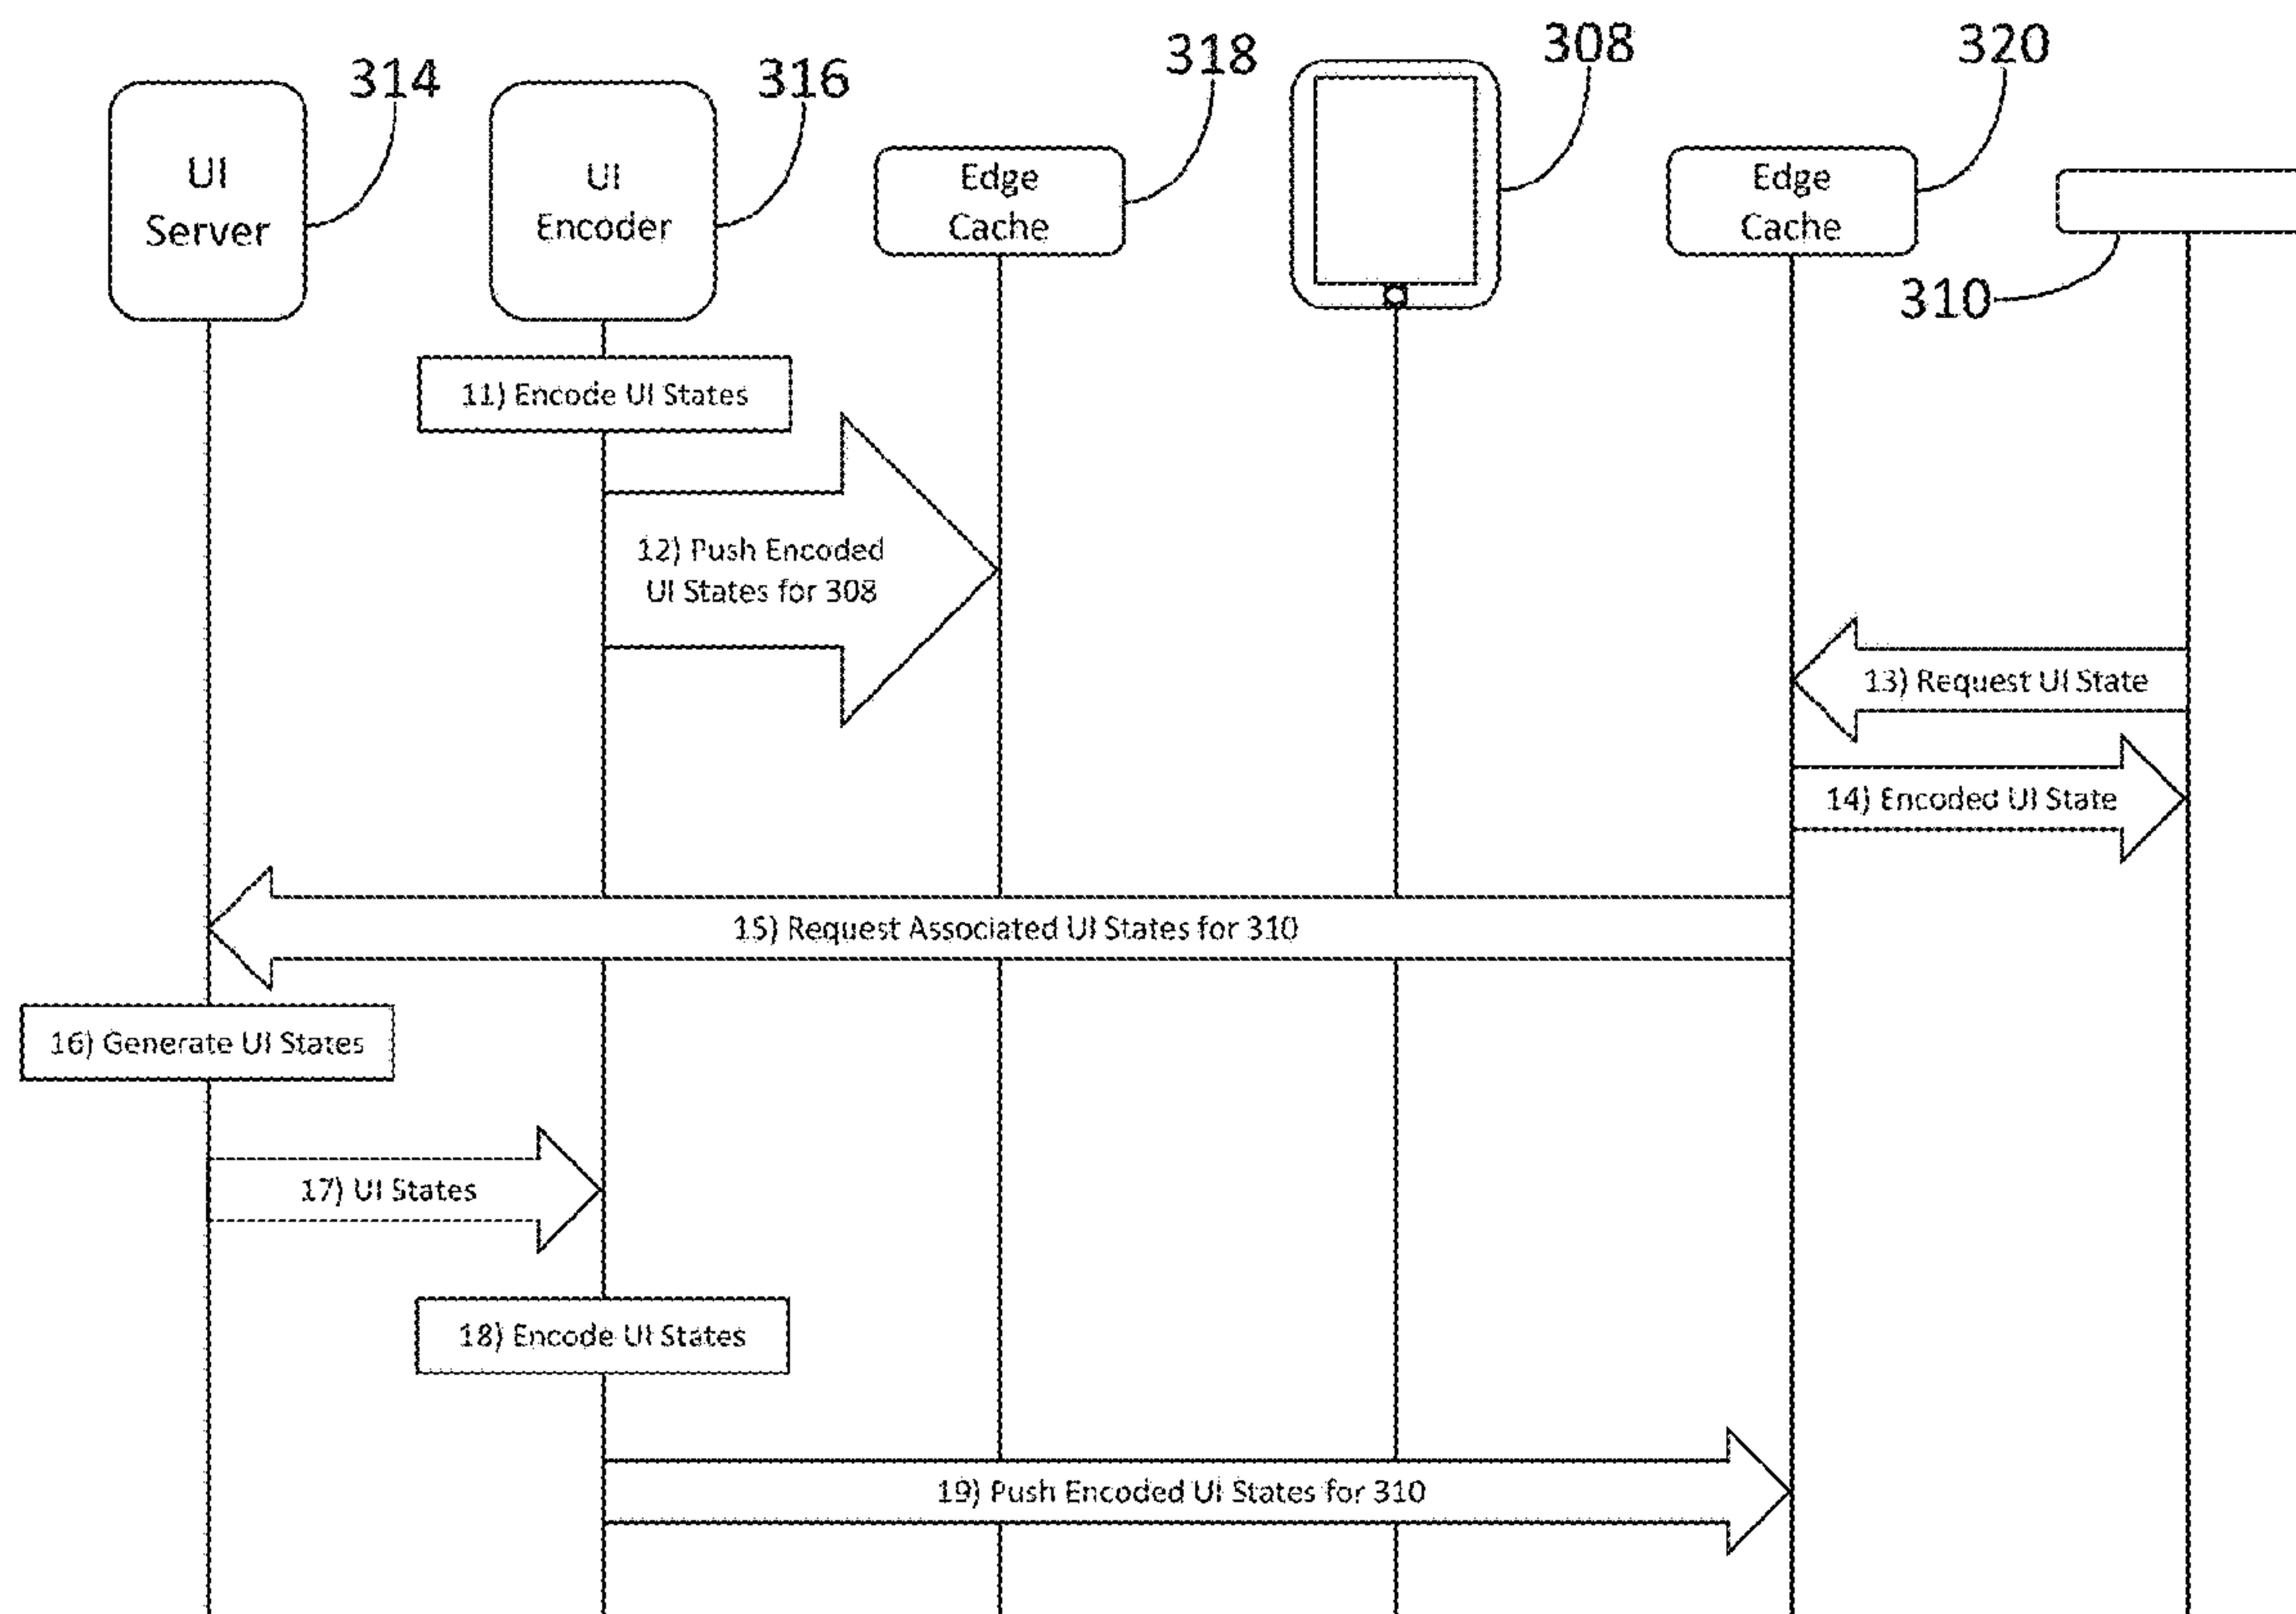 314
316
318
308
320
UI
Server
UI
Encoder
Edge
Cache
Edge
Cache
310
11) Encode UI States
12) Push Encoded
UI States for 308
13) Request UI State
14) Encoded UI State
15) Request Associated UI States for 310
16) Generate UI States
17) UI States
18) Encode UI States
19) Push Encoded UI States for 310